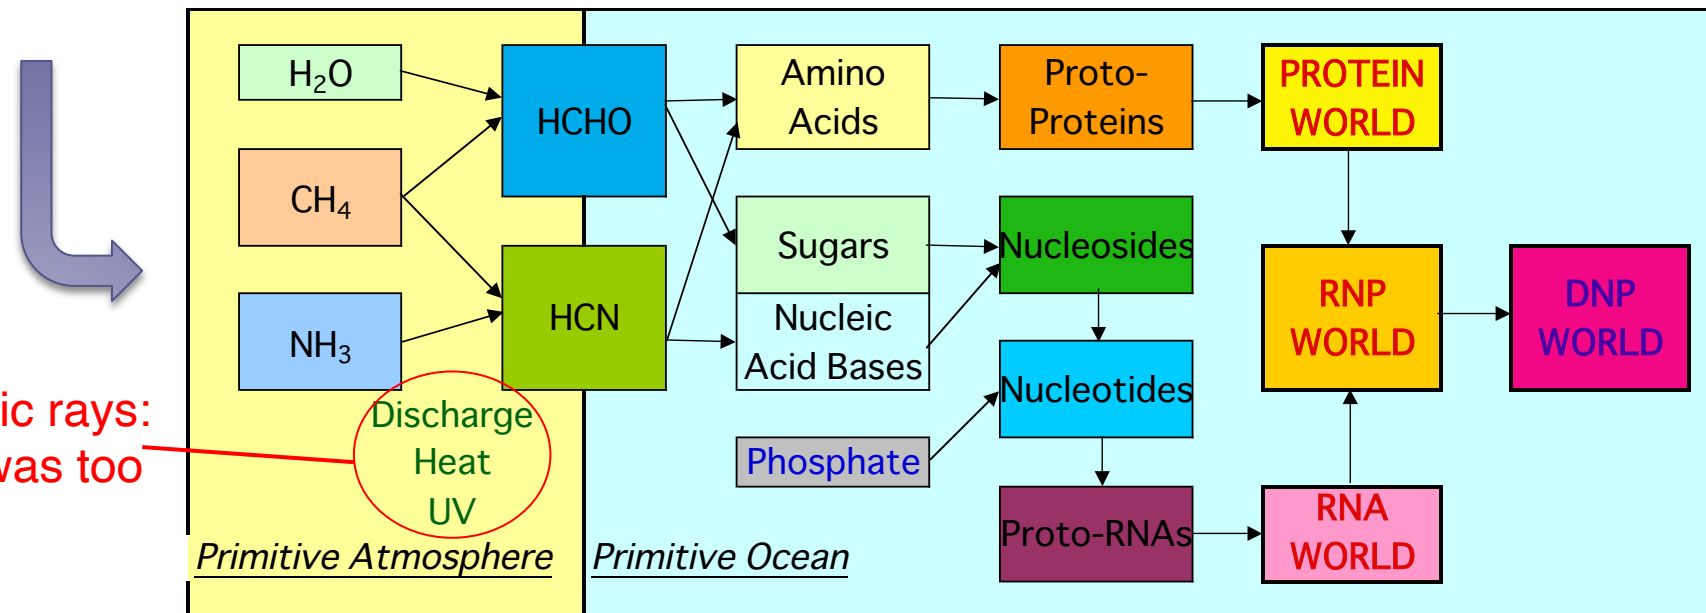 H₂O
CH₄
NH₃
HCHO
HCN
Discharge
Heat
UV
ic rays:
was too
Primitive Atmosphere
Amino
Acids
Sugars
Nucleic
Acid Bases
Phosphate
Proto-
Proteins
Nucleosides
Nucleotides
Proto-RNAs
PROTEIN
WORLD
RNP
WORLD
RNA
WORLD
DNP
WORLD
Primitive Ocean